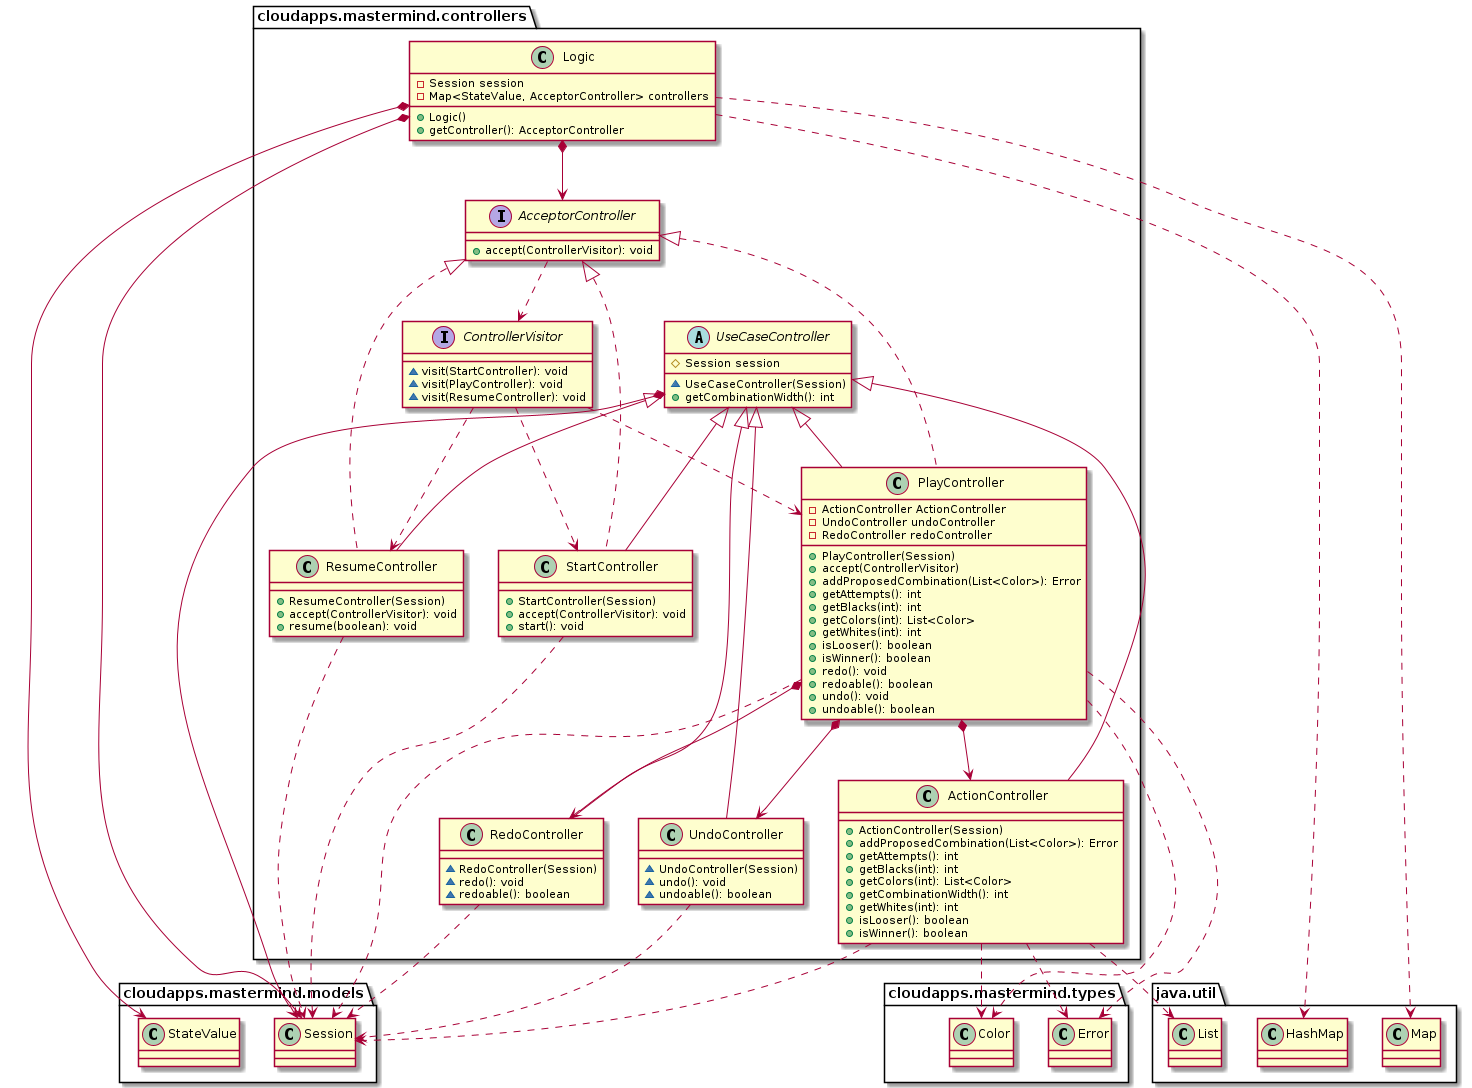 cloudapps.mastermind.controllers
C Logic
Session session
Map<StateValue, AcceptorController> controllers
Logic()
getController(): AcceptorController
I AcceptorController
accept(ControllerVisitor): void
I ControllerVisitor
visit(StartController): void
visit(PlayController): void
visit(ResumeController): void
A UseCaseController
Session session
UseCaseController(Session)
getCombinationWidth(): int
C PlayController
ActionController ActionController
UndoController undoController
RedoController redoController
PlayController(Session)
accept(ControllerVisitor)
addProposedCombination(List<Color>): Error
getAttempts(): int
getBlacks(int): int
getColors(int): List<Color>
getWhites(int): int
isLooser(): boolean
isWinner(): boolean
redo(): void
redoable(): boolean
undo(): void
undoable(): boolean
C ResumeController
ResumeController(Session)
accept(ControllerVisitor): void
resume(boolean): void
C StartController
StartController(Session)
accept(ControllerVisitor): void
start(): void
C RedoController
RedoController(Session)
redo(): void
redoable(): boolean
C UndoController
UndoController(Session)
undo(): void
undoable(): boolean
C ActionController
ActionController(Session)
addProposedCombination(List<Color>): Error
getAttempts(): int
getBlacks(int): int
getColors(int): List<Color>
getCombinationWidth(): int
getWhites(int): int
isLooser(): boolean
isWinner(): boolean
cloudapps.mastermind.models
C StateValue
C Session
cloudapps.mastermind.types
C Color
C Error
java.util
C List
C HashMap
C Map